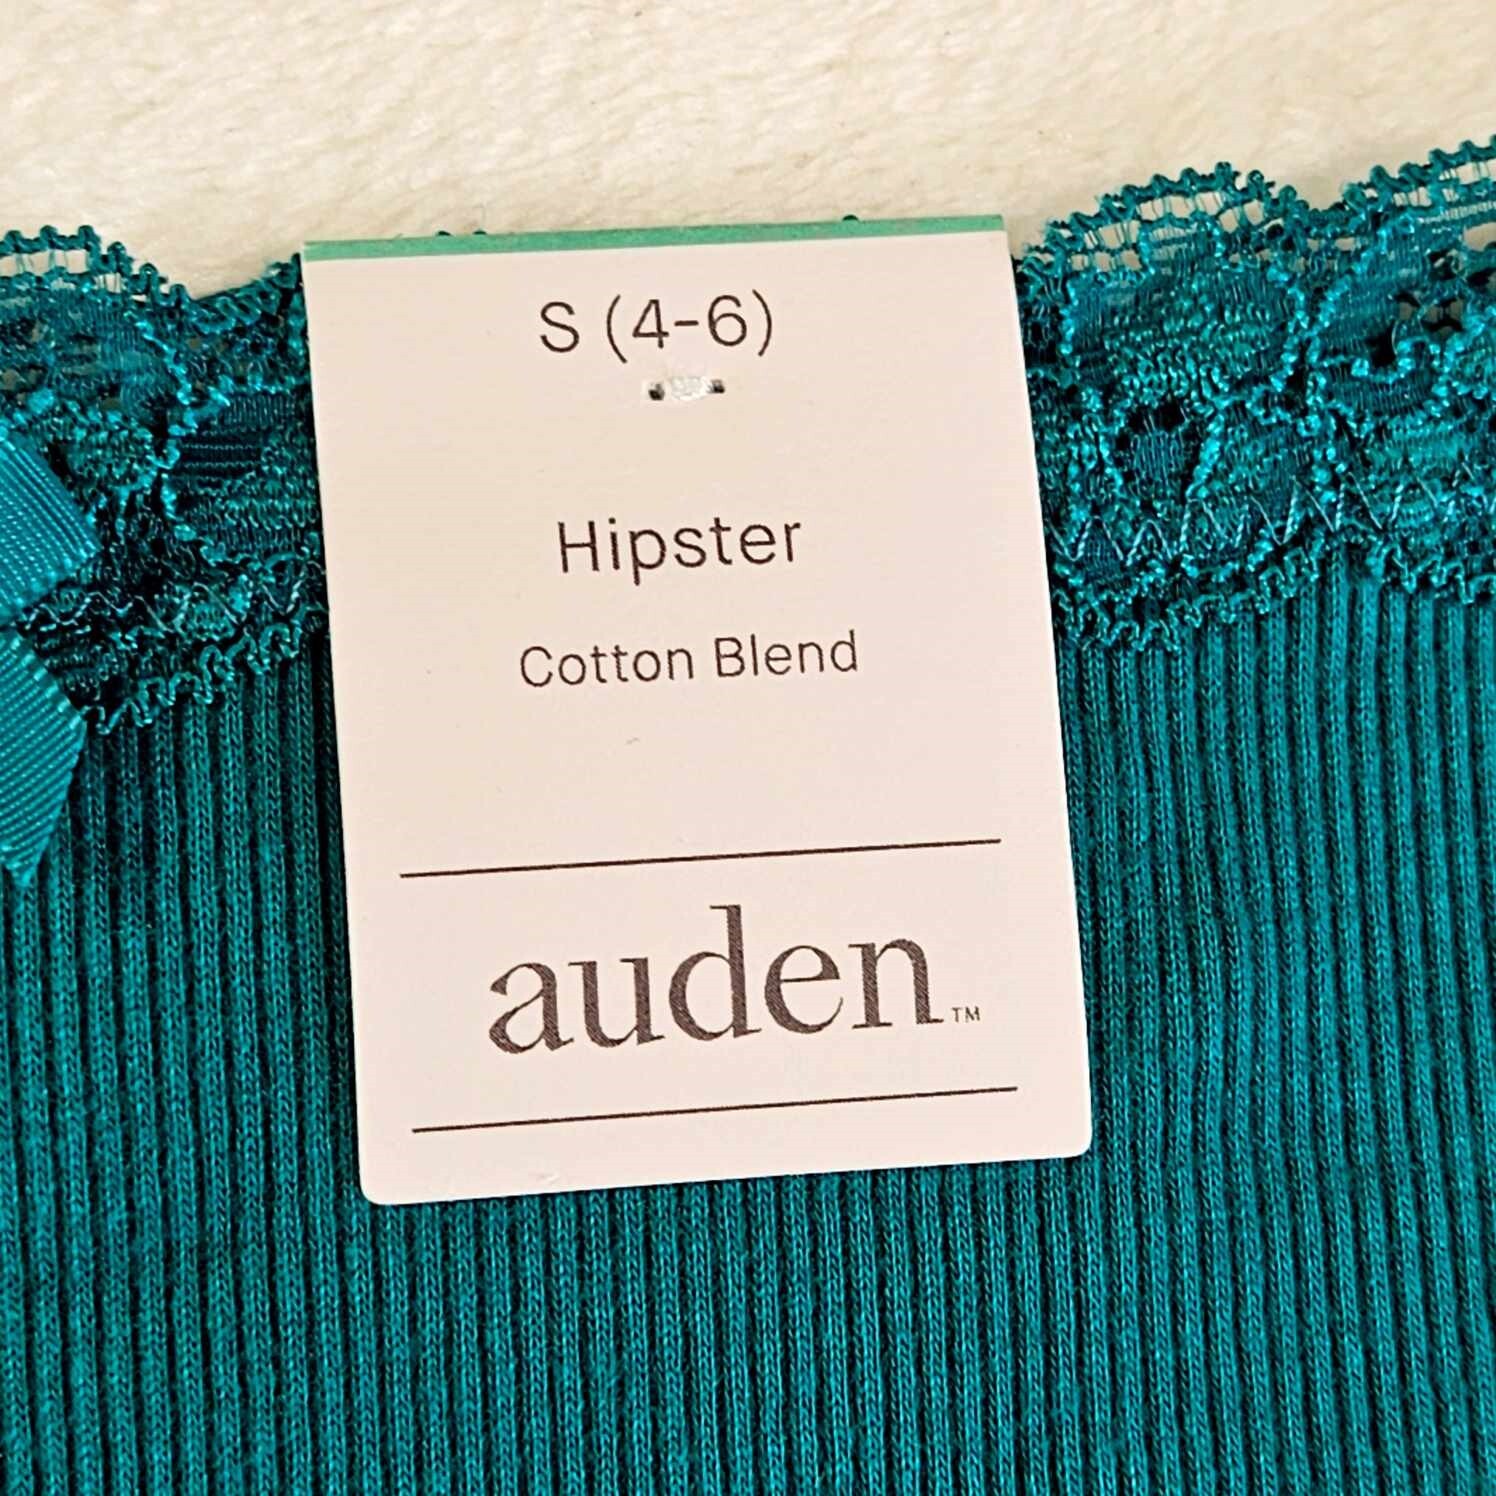 S (4-6)
Hipster
Cotton Blend
auden™